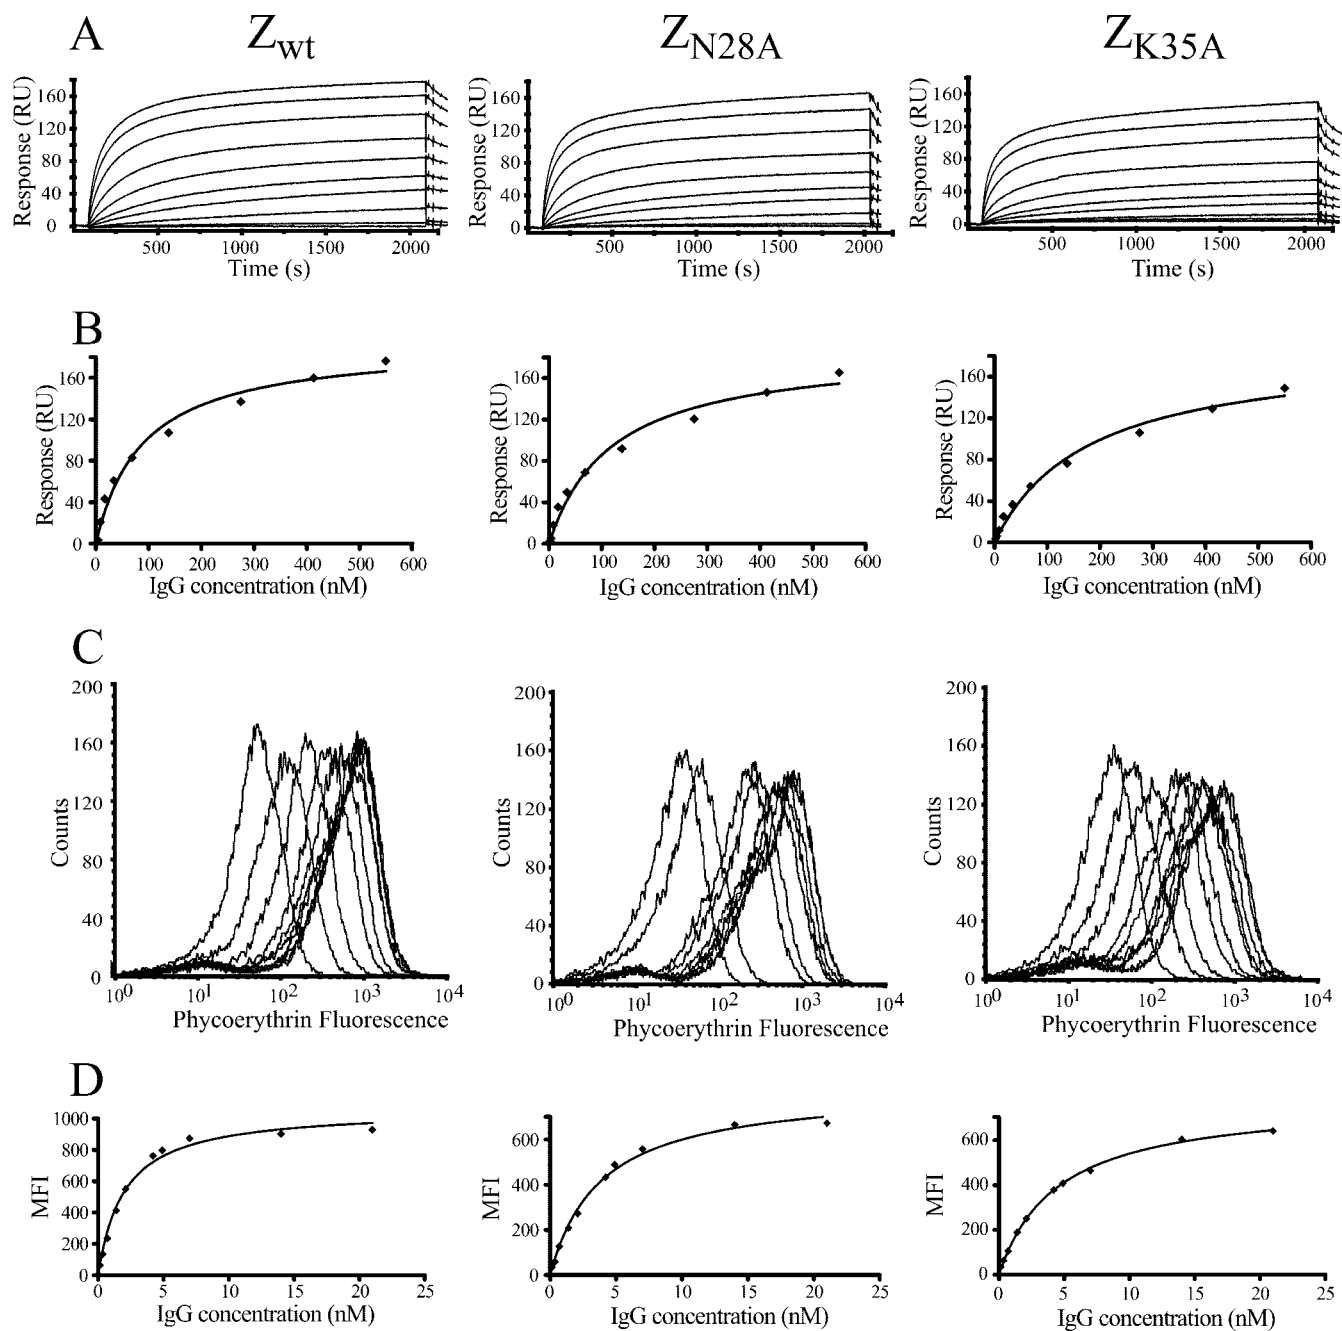 A Z_wt Z_N28A Z_K35A
Response (RU) 160 120 80 40 0
500 1000 1500 2000
Time (s)
Response (RU) 160 120 80 40 0
500 1000 1500 2000
Time (s)
Response (RU) 160 120 80 40 0
500 1000 1500 2000
Time (s)
B
Response (RU) 160 120 80 40 0
0 100 200 300 400 500 600
IgG concentration (nM)
Response (RU) 160 120 80 40 0
0 100 200 300 400 500 600
IgG concentration (nM)
Response (RU) 160 120 80 40 0
0 100 200 300 400 500 600
IgG concentration (nM)
C
Counts 200 160 120 80 40 0
10^0 10^1 10^2 10^3 10^4
Phycoerythrin Fluorescence
Counts 200 160 120 80 40 0
10^0 10^1 10^2 10^3 10^4
Phycoerythrin Fluorescence
Counts 200 160 120 80 40 0
10^0 10^1 10^2 10^3 10^4
Phycoerythrin Fluorescence
D
MFI 1000 800 600 400 200 0
0 5 10 15 20 25
IgG concentration (nM)
MFI 600 400 200 0
0 5 10 15 20 25
IgG concentration (nM)
MFI 600 400 200 0
0 5 10 15 20 25
IgG concentration (nM)